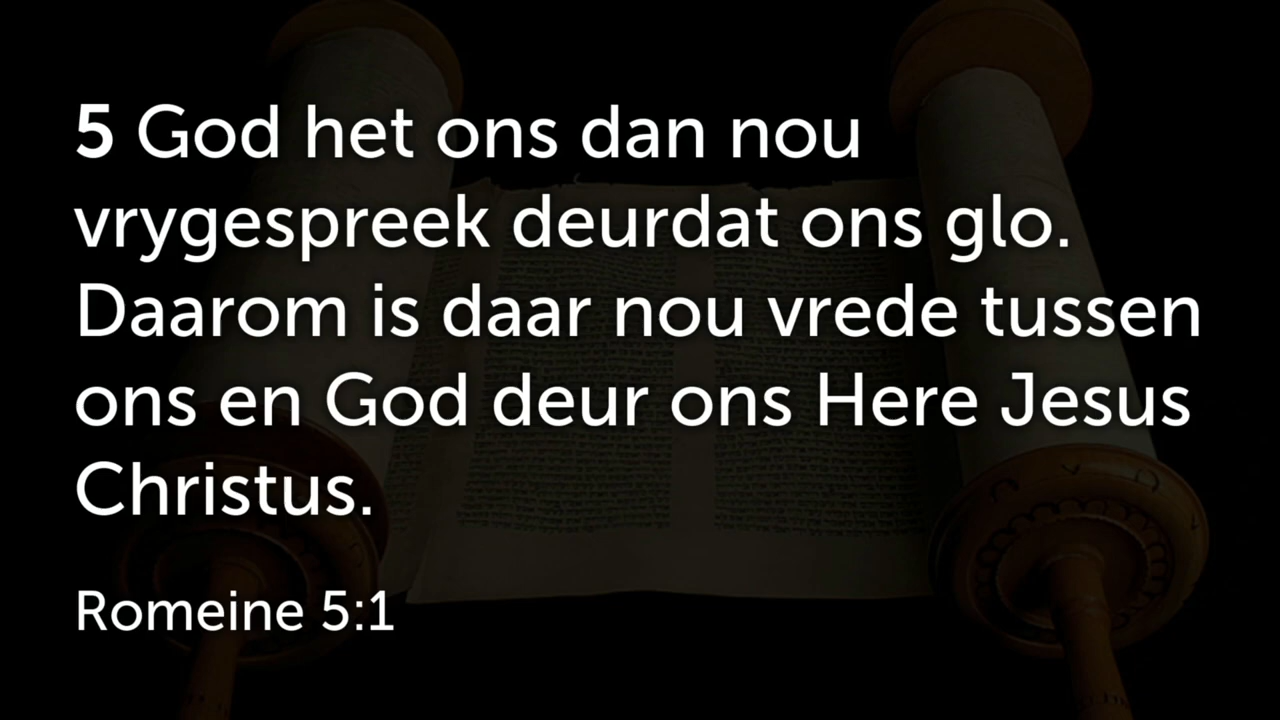 5 God het ons dan nou
vrygespreek deurdat ons glo.
Daarom is daar nou vrede tussen
ons en God deur ons Here Jesus
Christus.
Romeine 5:1